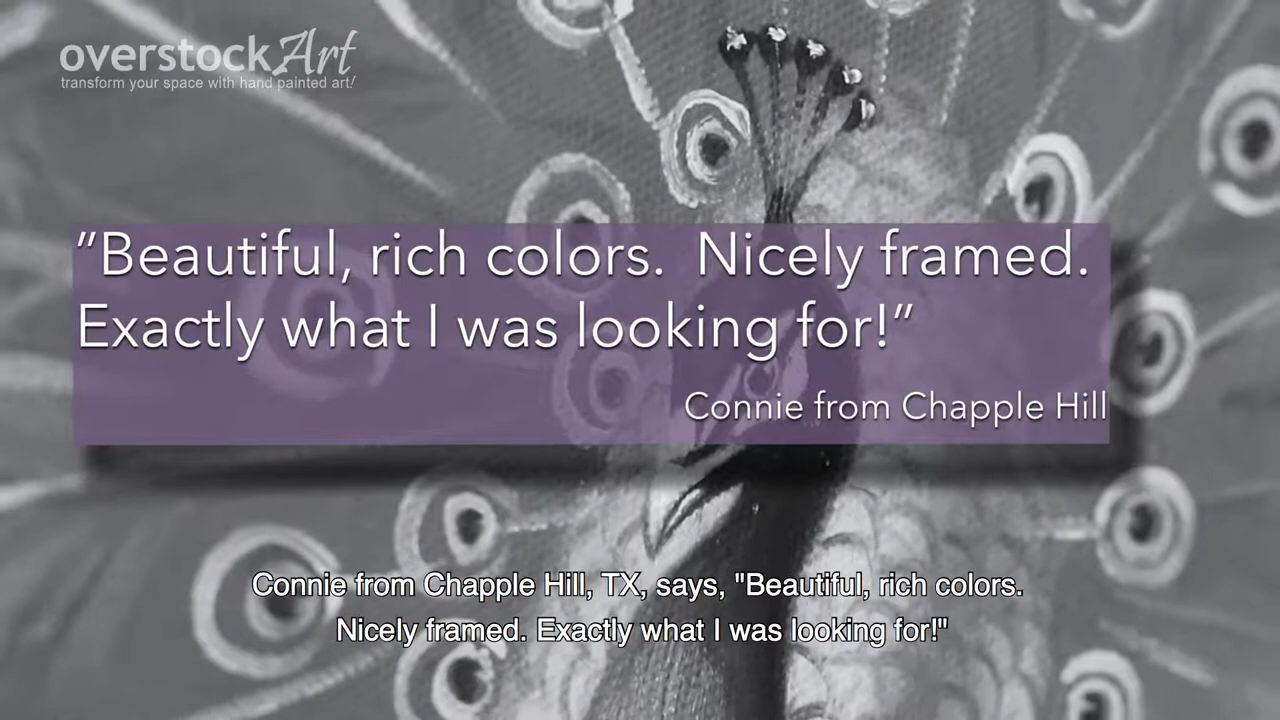 overstockArt
transform your space with hand painted art!
"Beautiful, rich colors. Nicely framed.
Exactly what I was looking for!"
Connie from Chapple Hill
Connie from Chapple Hill, TX, says, "Beautiful, rich colors.
Nicely framed. Exactly what I was looking for!"